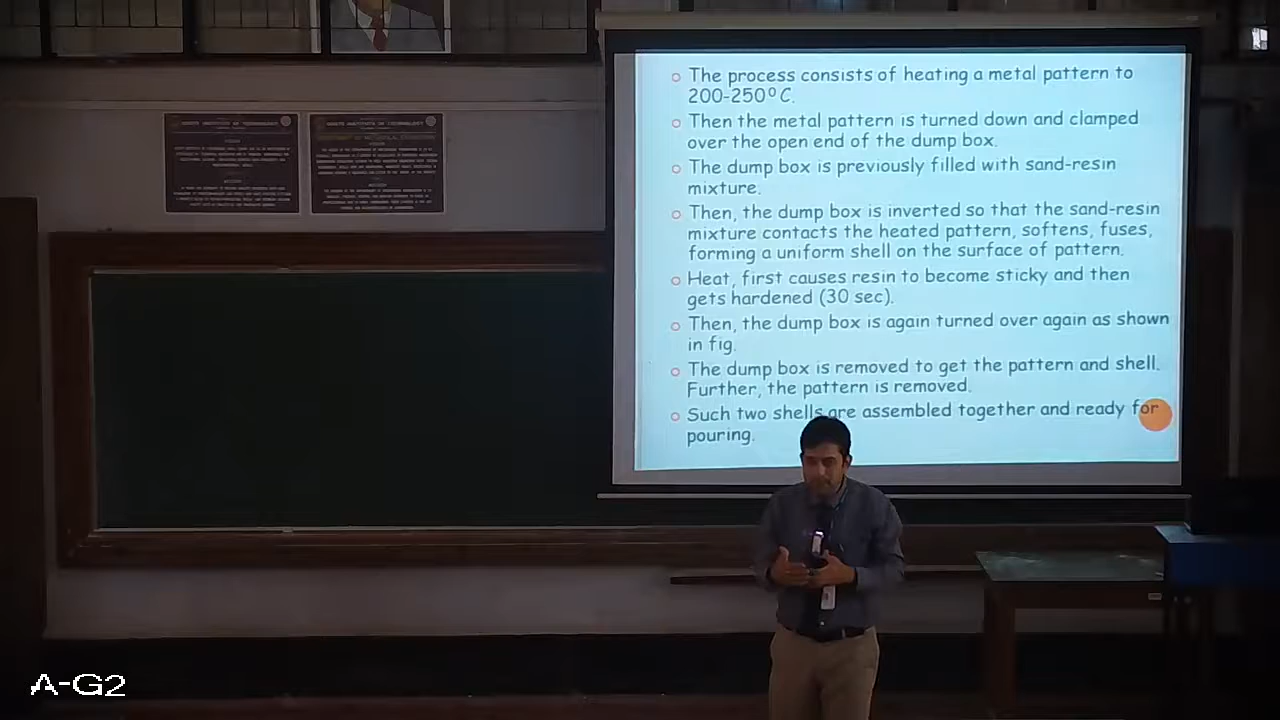 The process consists of heating a metal pattern to
200-250°C.
Then the metal pattern is turned down and clamped
over the open end of the dump box.
The dump box is previously filled with sand-resin
mixture.
Then, the dump box is inverted so that the sand-resin
mixture contacts the heated pattern, softens, fuses,
forming a uniform shell on the surface of pattern.
Heat, first causes resin to become sticky and then
gets hardened (30 sec).
Then, the dump box is again turned over again as shown
in fig.
The dump box is removed to get the pattern and shell.
Further, the pattern is removed.
Such two shells are assembled together and ready for
pouring.
A-G2